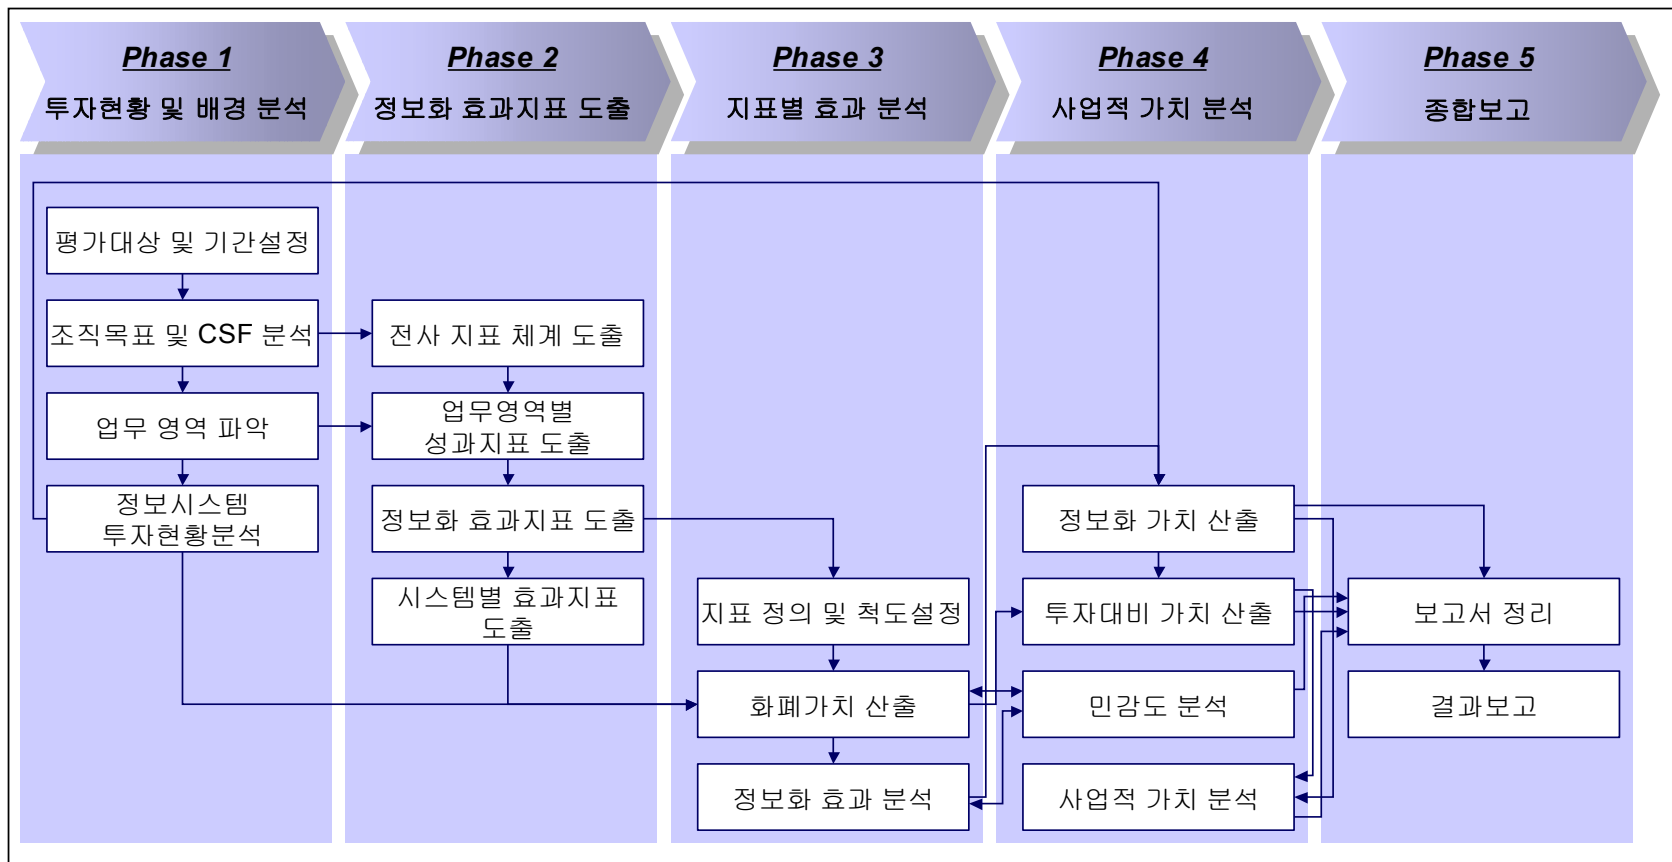 Phase 1
투자현황 및 배경 분석
Phase 2
정보화 효과지표 도출
Phase 3
지표별 효과 분석
Phase 4
사업적 가치 분석
Phase 5
종합보고
평가대상 및 기간설정
조직목표 및 CSF 분석
업무 영역 파악
정보시스템
투자현황분석
전사 지표 체계 도출
업무영역별
성과지표 도출
정보화 효과지표 도출
시스템별 효과지표
도출
지표 정의 및 척도설정
화폐가치 산출
정보화 효과 분석
정보화 가치 산출
투자대비 가치 산출
민감도 분석
사업적 가치 분석
보고서 정리
결과보고